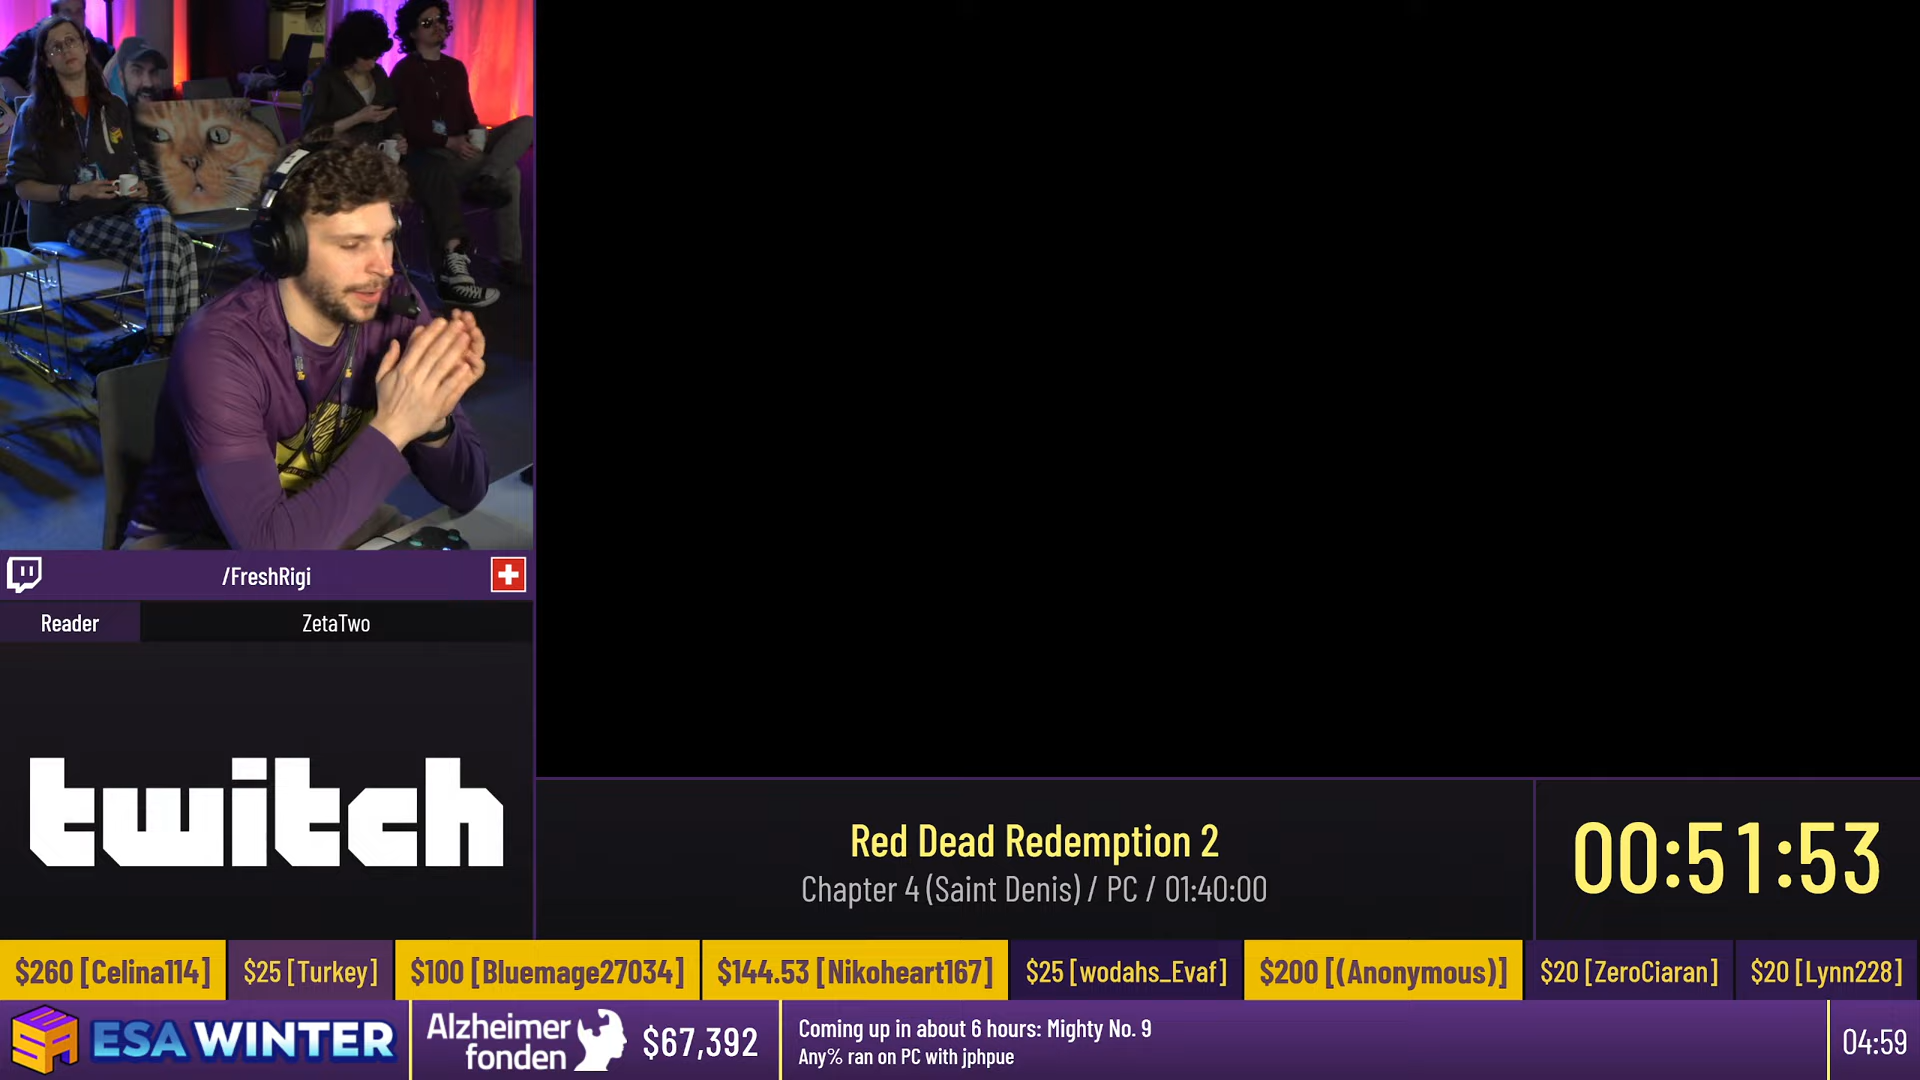 /FreshRigi
Reader
ZetaTwo
twitch
Red Dead Redemption 2
Chapter 4 (Saint Denis) / PC / 01:40:00
00:51:53
$260 [Celina114]
$25 [Turkey]
$100 [Bluemage27034]
$144.53 [Nikoheart167]
$25 [wodahs_Evaf]
$200 [(Anonymous)]
$20 [ZeroCiaran]
$20 [Lynn228]
ESA WINTER
Alzheimer
fonden
$67,392
Coming up in about 6 hours: Mighty No. 9
Any% ran on PC with jphpue
04:59